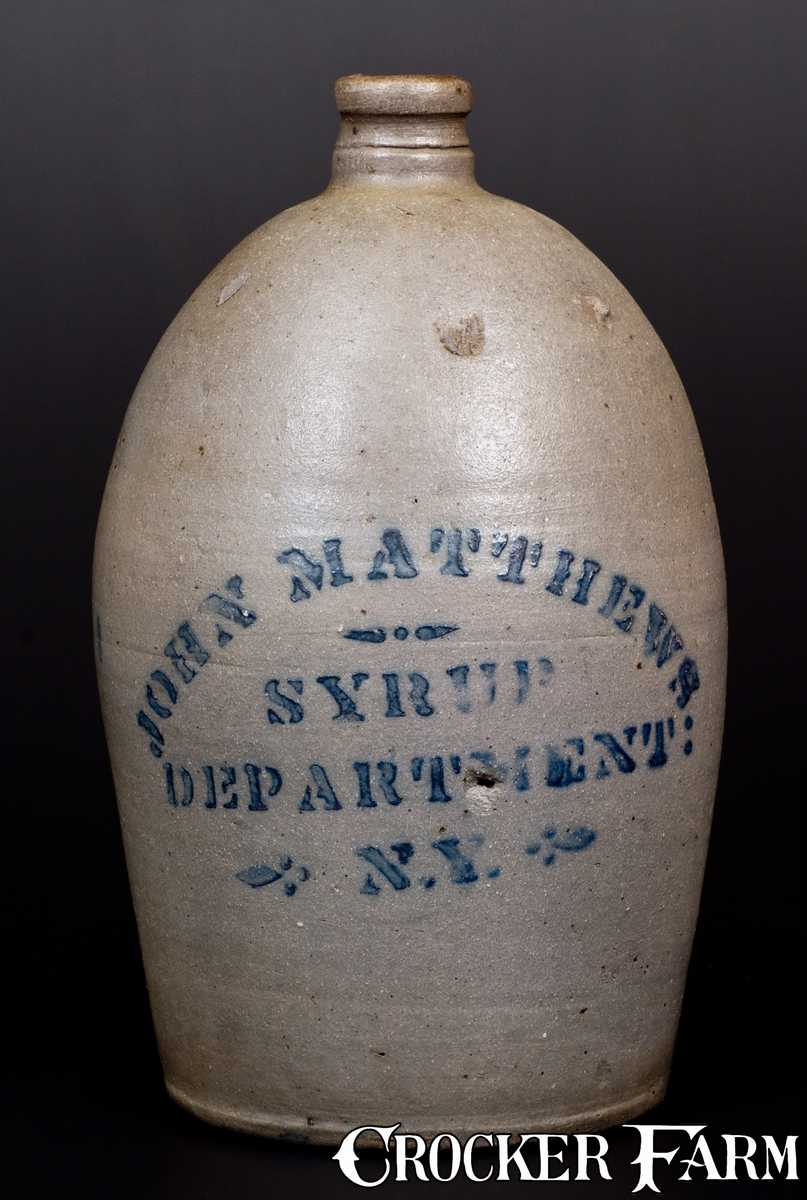 JOHN MATTHEWS
SYRUP
DEPARTMENT:
N.Y.
CROCKER FARM